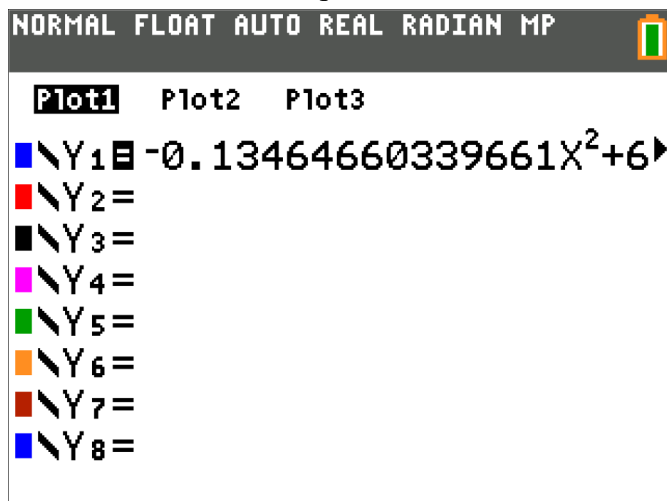 NORMAL FLOAT AUTO REAL RADIAN MP
Plot1 Plot2 Plot3
\Y1=-0.13464660339661X²+6
\Y2=
\Y3=
\Y4=
\Y5=
\Y6=
\Y7=
\Y8=